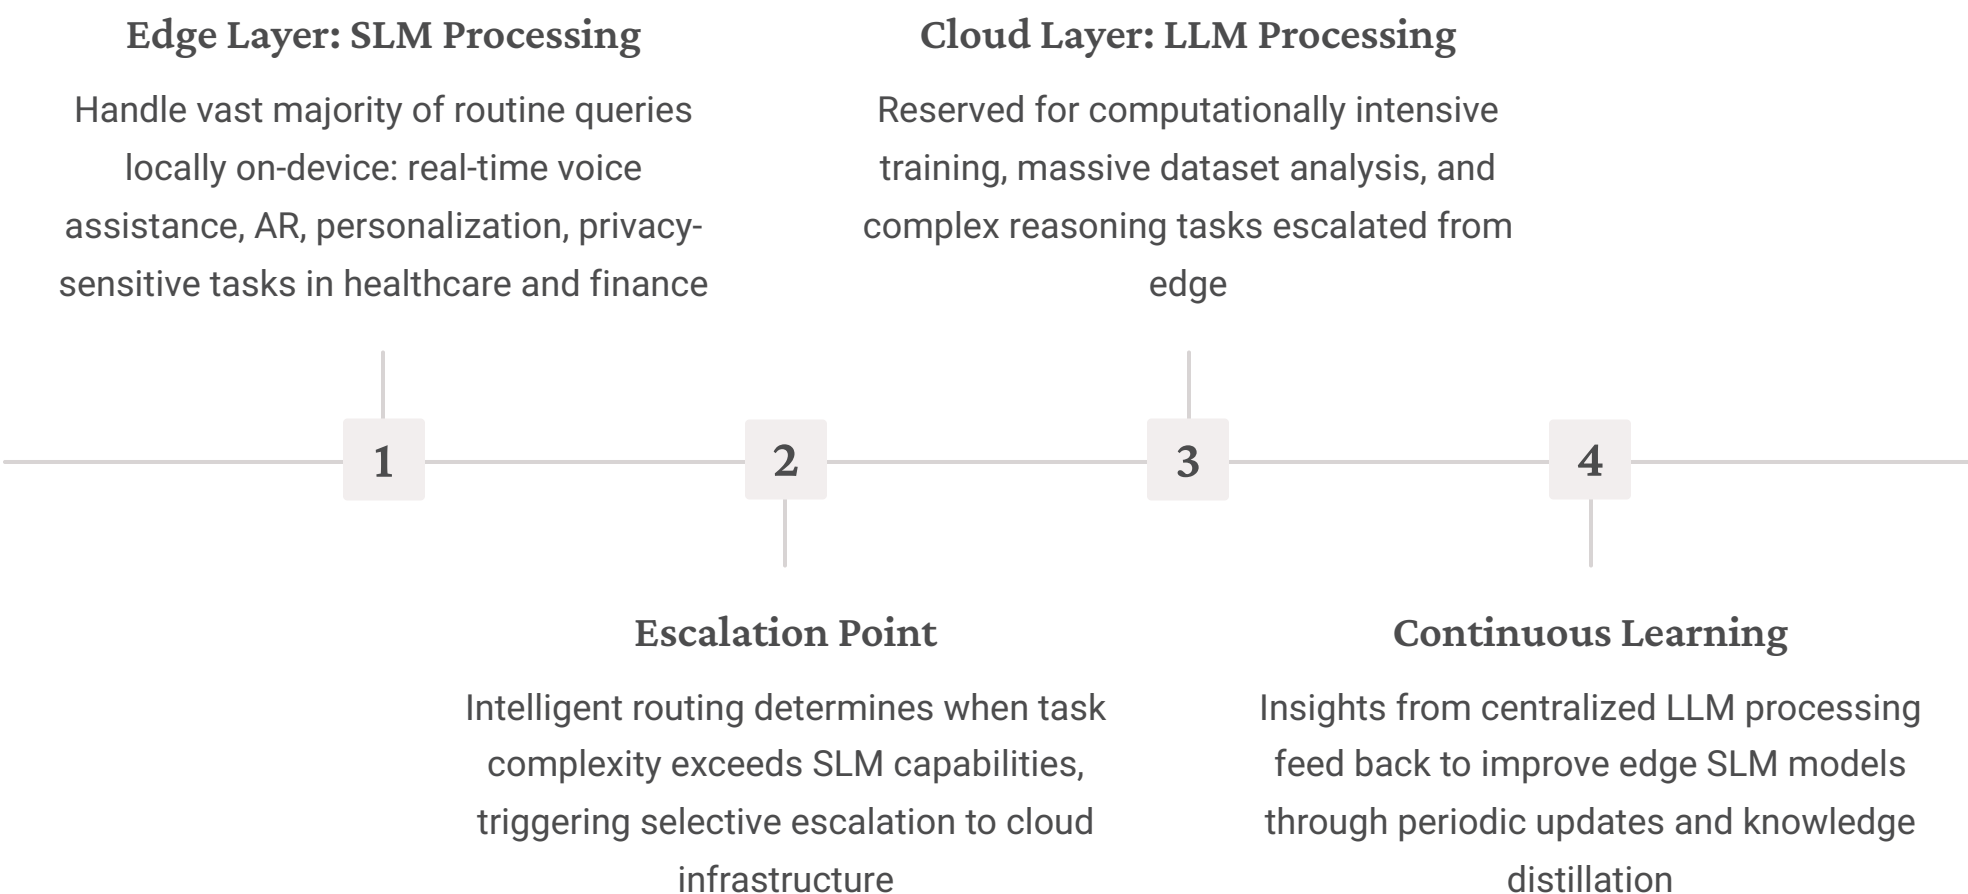 Edge Layer: SLM Processing
Handle vast majority of routine queries
locally on-device: real-time voice
assistance, AR, personalization, privacy-
sensitive tasks in healthcare and finance
Cloud Layer: LLM Processing
Reserved for computationally intensive
training, massive dataset analysis, and
complex reasoning tasks escalated from
edge
1
2
3
4
Escalation Point
Intelligent routing determines when task
complexity exceeds SLM capabilities,
triggering selective escalation to cloud
infrastructure
Continuous Learning
Insights from centralized LLM processing
feed back to improve edge SLM models
through periodic updates and knowledge
distillation